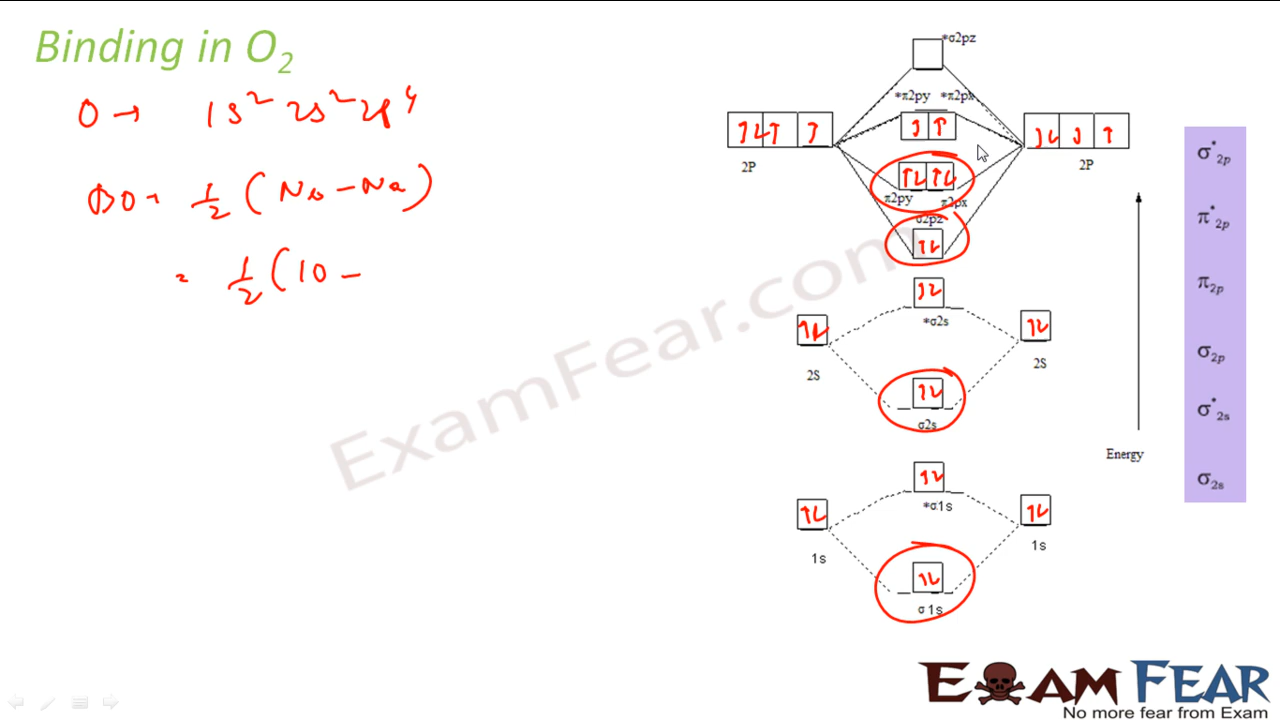 Binding in O₂
O → 1s² 2s² 2p⁴
BO = ½ (Nb − Na)
= ½ (10 −
*σ2pz
*π2py *π2px
2P
2P
π2py π2px
σ2pz
*σ2s
2S
2S
σ2s
*σ1s
1s
1s
σ1s
Energy
σ*2p
π*2p
π2p
σ2p
σ*2s
σ2s
ExamFear.com
EXAM FEAR
No more fear from Exam